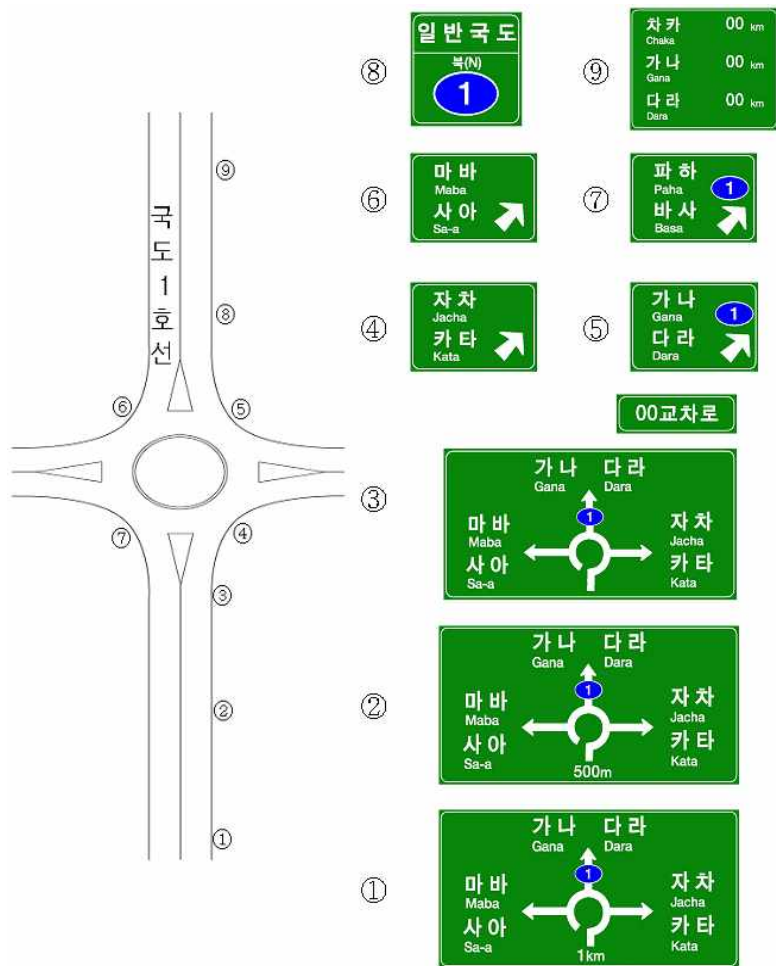 일반국도
북(N)
1
⑧
차카 00 km
Chaka
가나 00 km
Gana
다라 00 km
Dara
⑨
⑨
국도1호선
⑧
⑥
⑤
⑦
④
③
②
①
⑥
마바
Maba
사아
Sa-a
⑦
파하
Paha
1
바사
Basa
④
자차
Jacha
카타
Kata
⑤
가나
Gana
1
다라
Dara
00교차로
③
가나 다라
Gana Dara
1
마바 자차
Maba Jacha
사아 카타
Sa-a Kata
②
가나 다라
Gana Dara
1
마바 자차
Maba Jacha
사아 카타
Sa-a Kata
500m
①
가나 다라
Gana Dara
1
마바 자차
Maba Jacha
사아 카타
Sa-a Kata
1km